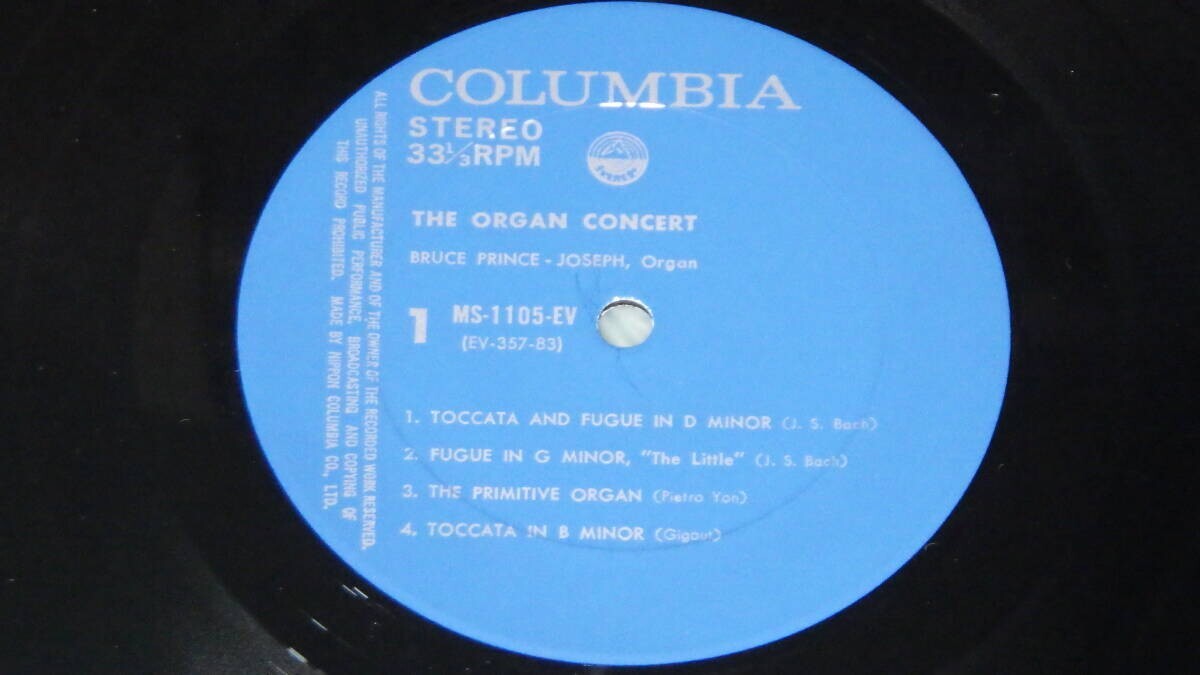 COLUMBIA
STEREO
33⅓ RPM
THE ORGAN CONCERT
BRUCE PRINCE - JOSEPH, Organ
1
MS-1105-EV
(EV-357-83)
1. TOCCATA AND FUGUE IN D MINOR (J. S. Bach)
2. FUGUE IN G MINOR, "The Little" (J. S. Bach)
3. THE PRIMITIVE ORGAN (Pietro Yon)
4. TOCCATA IN B MINOR (Gigout)
ALL RIGHTS OF THE MANUFACTURER AND OF THE OWNER OF THE RECORDED WORK RESERVED.
UNAUTHORIZED PUBLIC PERFORMANCE, BROADCASTING AND COPYING OF
THIS RECORD PROHIBITED. MADE BY NIPPON COLUMBIA CO., LTD.